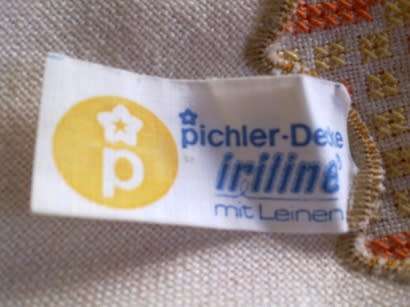 p
pichler-Decke
iriline®
mit Leinen